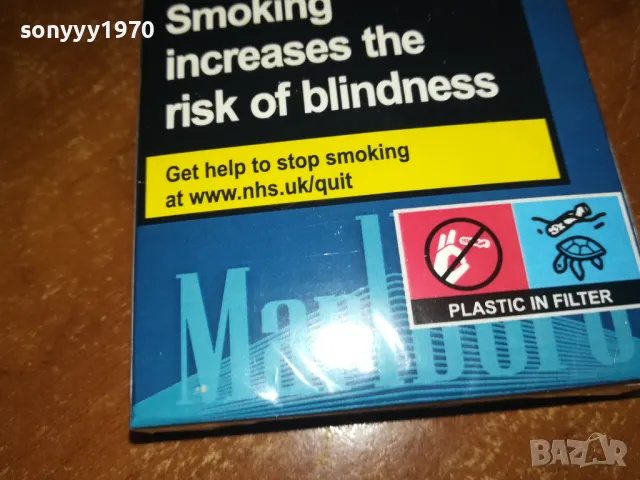 sonyyy1970
Smoking
increases the
risk of blindness
Get help to stop smoking
at www.nhs.uk/quit
PLASTIC IN FILTER
Marlboro
BAZAR